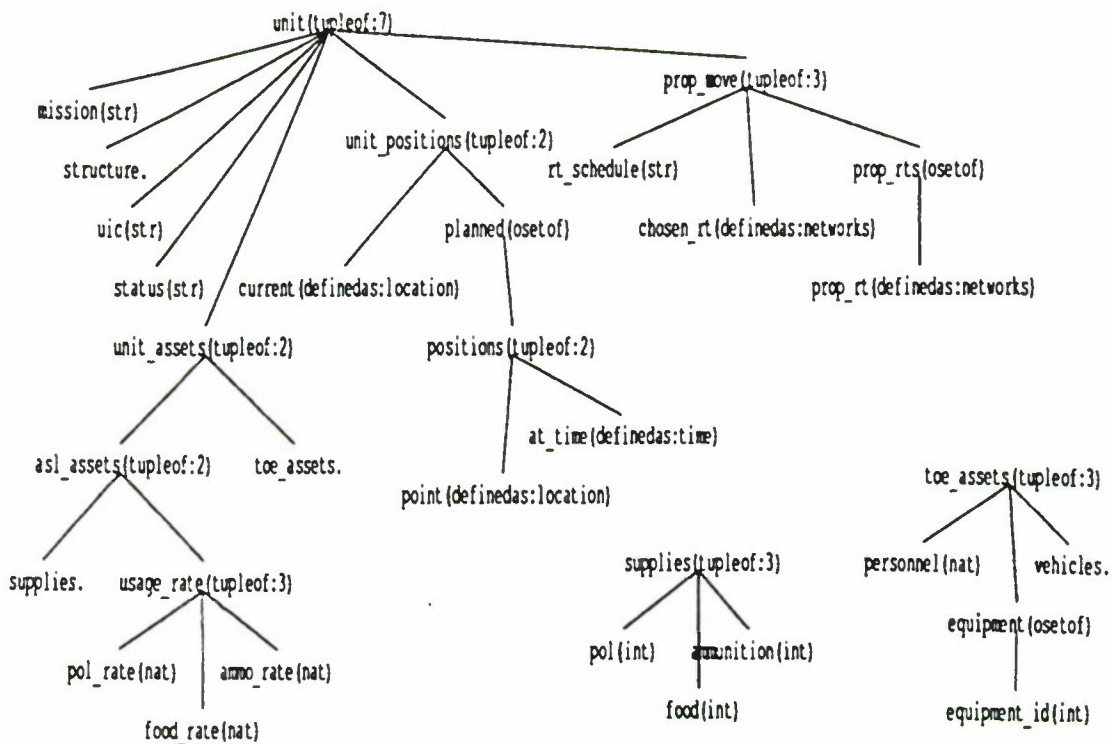 unit(tupleof:7)
prop_move(tupleof:3)
mission(str)
unit_positions(tupleof:2)
structure.
rt_schedule(str)
prop_rts(osetof)
uic(str)
planned(osetof)
chosen_rt(definedas:networks)
status(str)
current(definedas:location)
prop_rt(definedas:networks)
unit_assets(tupleof:2)
positions(tupleof:2)
at_time(definedas:time)
asl_assets(tupleof:2)
toe_assets.
point(definedas:location)
toe_assets(tupleof:3)
supplies.
usage_rate(tupleof:3)
supplies(tupleof:3)
personnel(nat)
vehicles.
equipment(osetof)
pol_rate(nat)
ammo_rate(nat)
pol(int)
ammunition(int)
food_rate(nat)
food(int)
equipment_id(int)